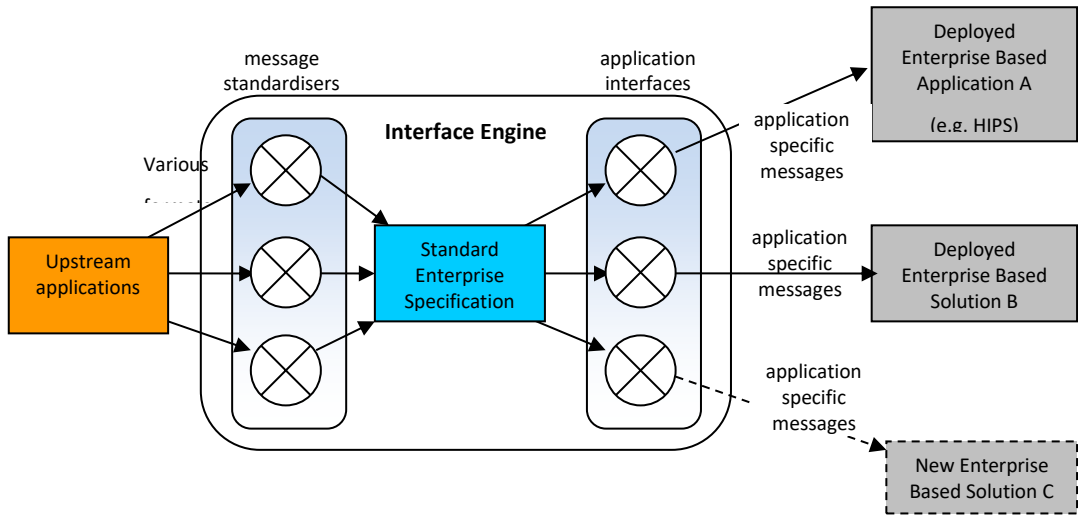 message
standardisers
application
interfaces
Deployed
Enterprise Based
Application A
(e.g. HIPS)
Interface Engine
application
specific
messages
Various
Upstream
applications
Standard
Enterprise
Specification
application
specific
messages
Deployed
Enterprise Based
Solution B
application
specific
messages
New Enterprise
Based Solution C